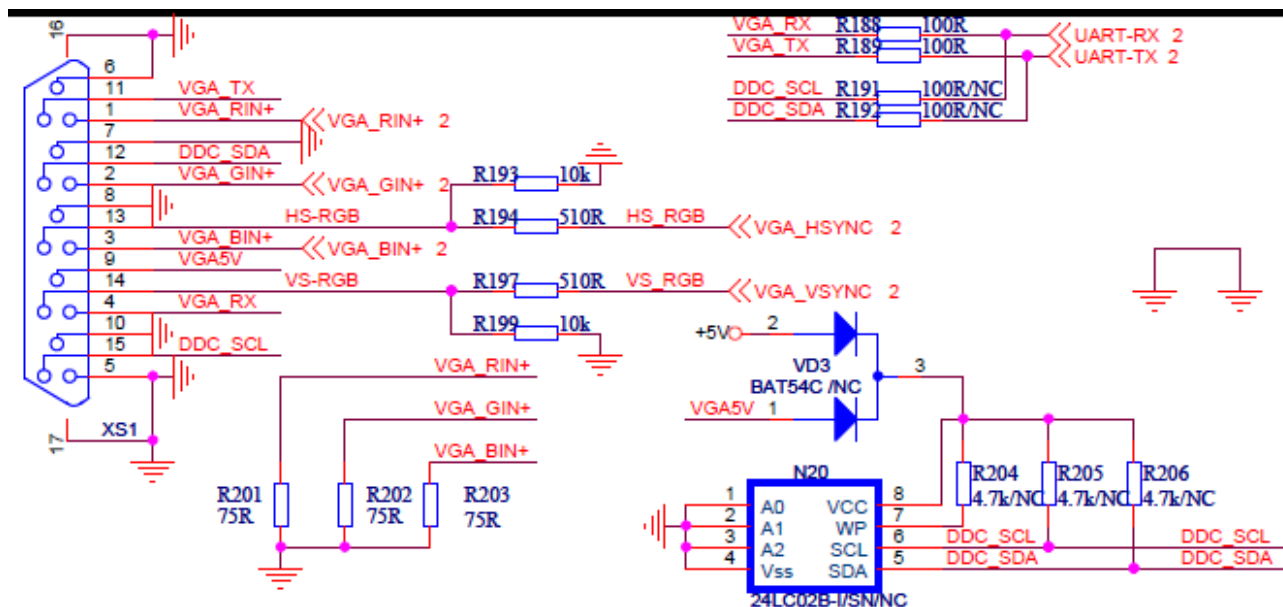 16
6
11 VGA_TX
1 VGA_RIN+ VGA_RIN+ 2
7
12 DDC_SDA
2 VGA_GIN+ VGA_GIN+ 2
8
13 HS-RGB
3 VGA_BIN+ VGA_BIN+ 2
9 VGA5V
14 VS-RGB
4 VGA_RX
10
15 DDC_SCL
5
17
XS1
R193 10k
R194 510R HS_RGB VGA_HSYNC 2
R197 510R VS_RGB VGA_VSYNC 2
R199 10k
VGA_RX R188 100R UART-RX 2
VGA_TX R189 100R UART-TX 2
DDC_SCL R191 100R/NC
DDC_SDA R192 100R/NC
VGA_RIN+
VGA_GIN+
VGA_BIN+
R201 R202 R203
75R 75R 75R
+5V 2
VD3 3
BAT54C /NC
VGA5V 1
N20
R204 R205 R206
4.7k/NC 4.7k/NC 4.7k/NC
1 A0 VCC 8
2 A1 WP 7
3 A2 SCL 6 DDC_SCL DDC_SCL
4 Vss SDA 5 DDC_SDA DDC_SDA
24LC02B-I/SN/NC